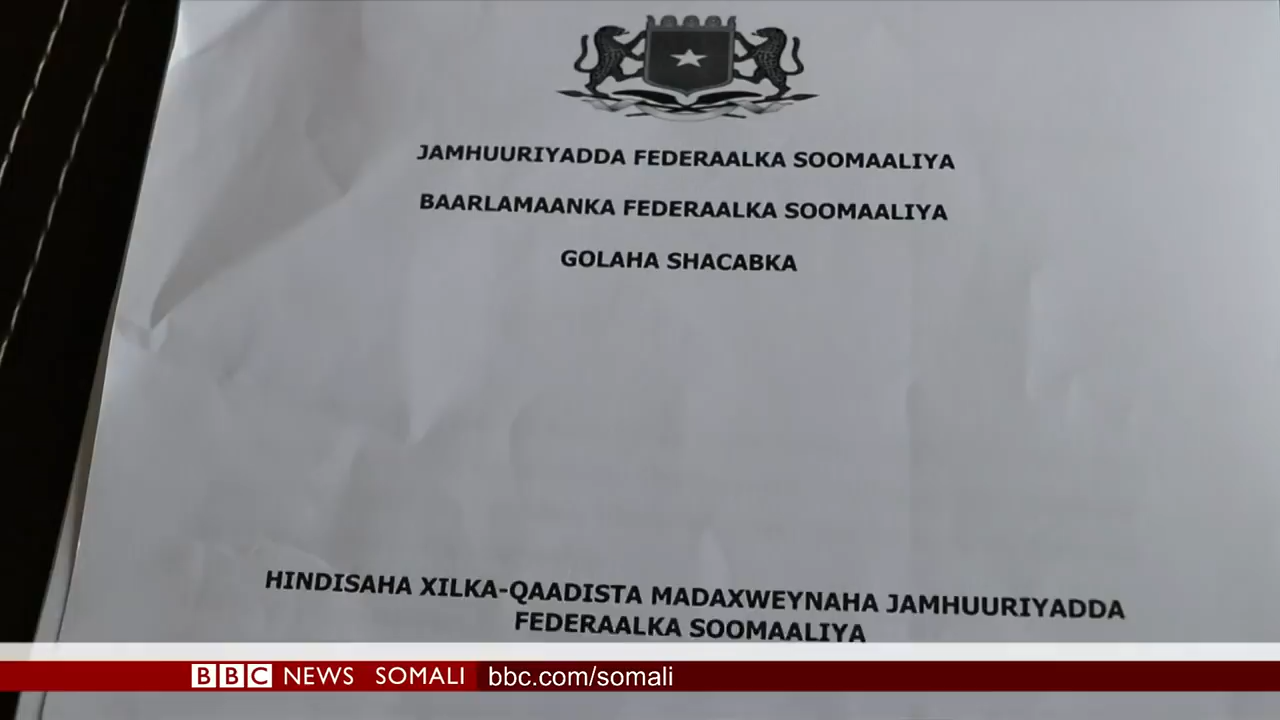 JAMHUURIYADDA FEDERAALKA SOOMAALIYA
BAARLAMAANKA FEDERAALKA SOOMAALIYA
GOLAHA SHACABKA
HINDISAHA XILKA-QAADISTA MADAXWEYNAHA JAMHUURIYADDA
FEDERAALKA SOOMAALIYA
BBC NEWS SOMALI bbc.com/somali